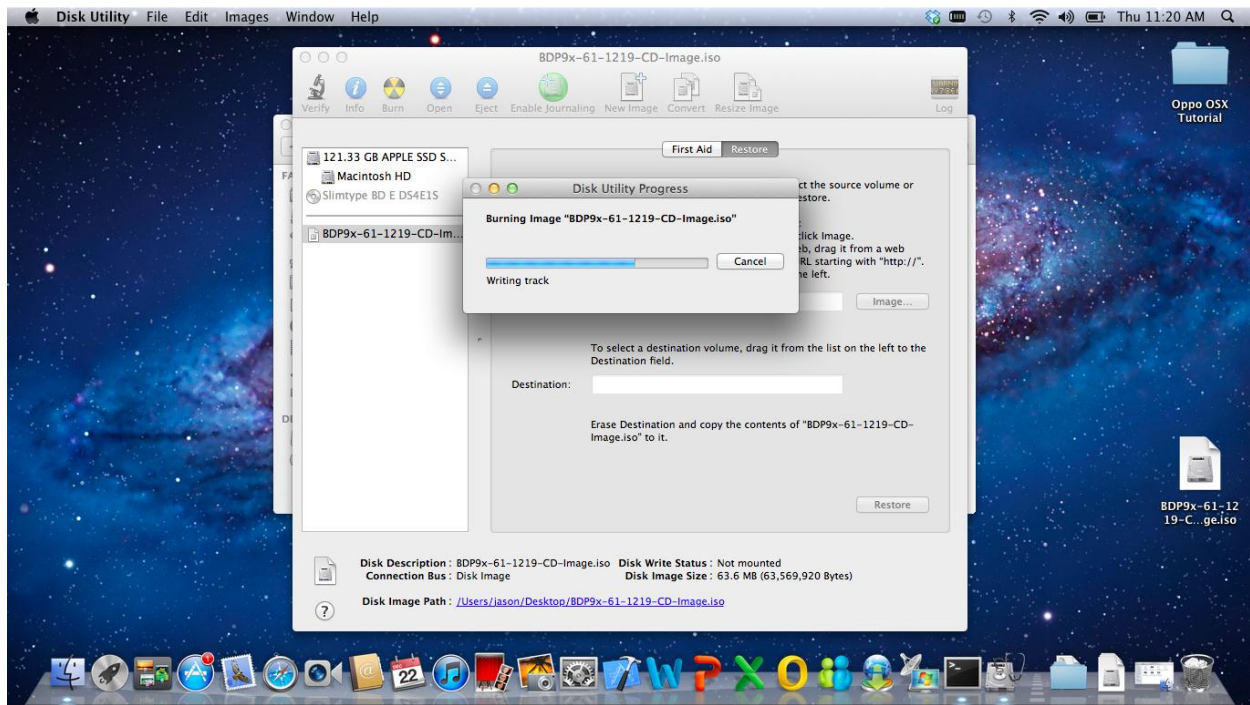 Disk Utility File Edit Images Window Help
Thu 11:20 AM
BDP9x-61-1219-CD-Image.iso
Verify Info Burn Open Eject Enable Journaling New Image Convert Resize Image Log
Oppo OSX
Tutorial
First Aid Restore
121.33 GB APPLE SSD S...
Macintosh HD
Slimtype BD E DS4E1S
BDP9x-61-1219-CD-Im...
FA
DE
Disk Utility Progress
Burning Image "BDP9x-61-1219-CD-Image.iso"
Cancel
Writing track
ct the source volume or
estore.
click Image.
eb, drag it from a web
RL starting with "http://".
he left.
Image...
To select a destination volume, drag it from the list on the left to the
Destination field.
Destination:
Erase Destination and copy the contents of "BDP9x-61-1219-CD-
Image.iso" to it.
Restore
BDP9x-61-12
19-C...ge.iso
Disk Description : BDP9x-61-1219-CD-Image.iso Disk Write Status : Not mounted
Connection Bus : Disk Image Disk Image Size : 63.6 MB (63,569,920 Bytes)
? Disk Image Path : /Users/jason/Desktop/BDP9x-61-1219-CD-Image.iso
1
DEC
22